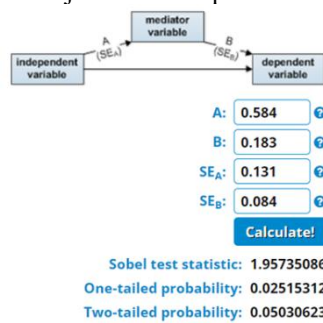 mediator
variable
A
(SEA)
B
(SEB)
independent
variable
dependent
variable
A: 0.584
B: 0.183
SEA: 0.131
SEB: 0.084
Calculate!
Sobel test statistic: 1.95735086
One-tailed probability: 0.02515312
Two-tailed probability: 0.05030623